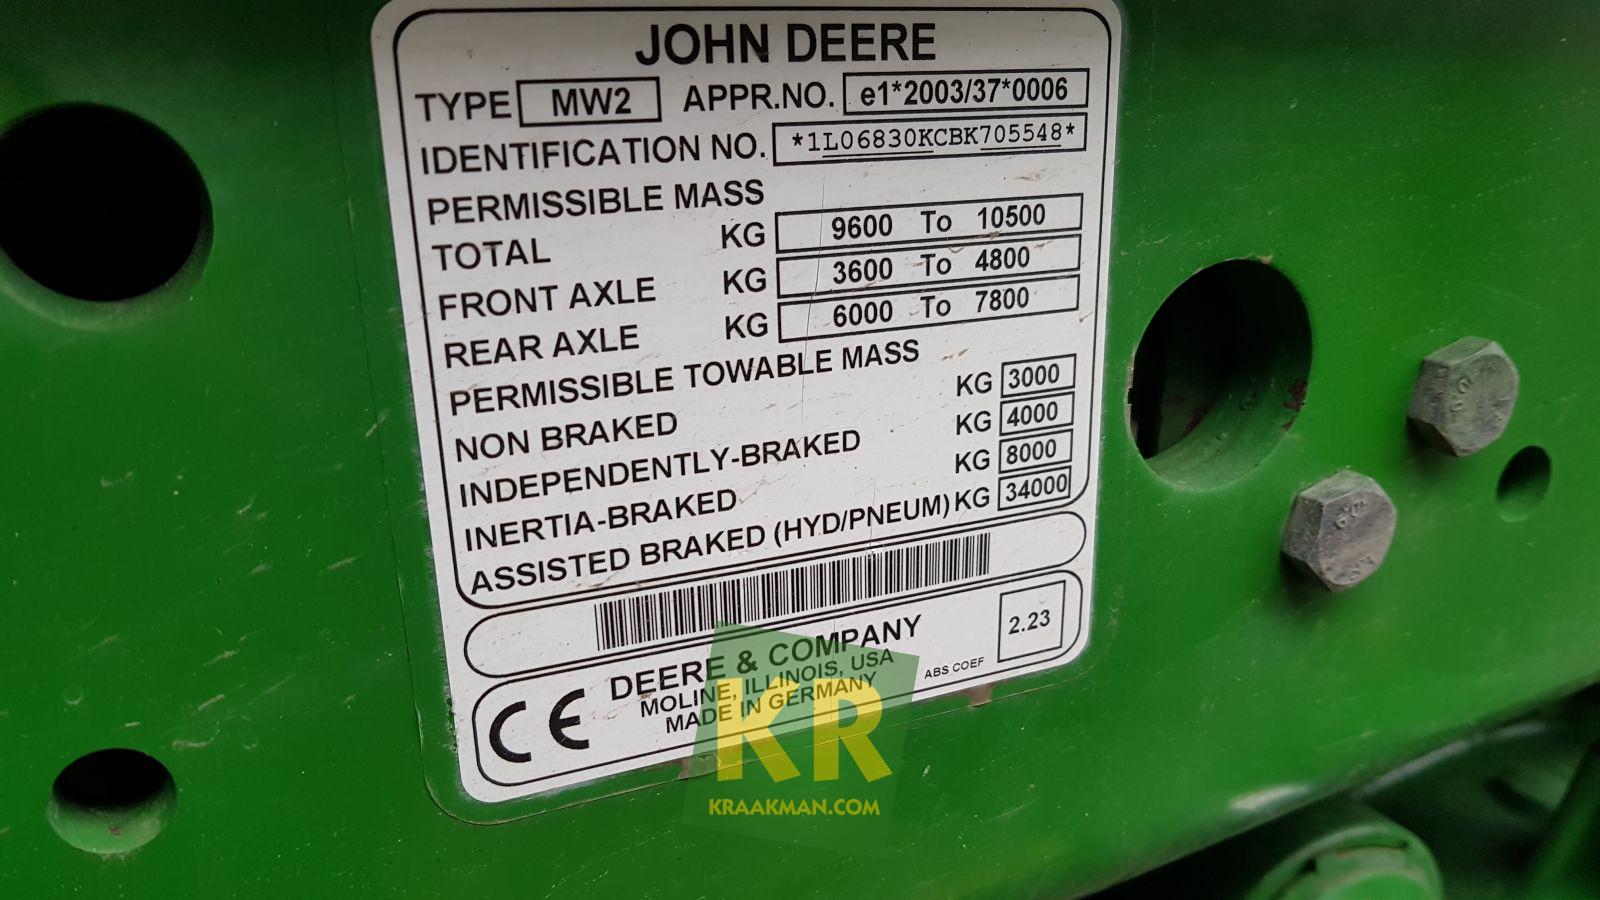 JOHN DEERE
TYPE MW2 APPR.NO. e1*2003/37*0006
IDENTIFICATION NO. *1L06830KCBK705548*
PERMISSIBLE MASS
TOTAL KG 9600 To 10500
FRONT AXLE KG 3600 To 4800
REAR AXLE KG 6000 To 7800
PERMISSIBLE TOWABLE MASS
NON BRAKED KG 3000
INDEPENDENTLY-BRAKED KG 4000
INERTIA-BRAKED KG 8000
ASSISTED BRAKED (HYD/PNEUM) KG 34000
CE DEERE & COMPANY
MOLINE, ILLINOIS, USA
MADE IN GERMANY
ABS COEF 2.23
KR
KRAAKMAN.COM